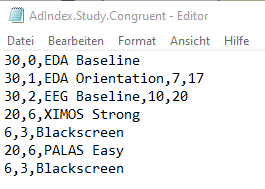 AdIndex.Study.Congruent - Editor
Datei Bearbeiten Format Ansicht Hilfe
30,0,EDA Baseline
30,1,EDA Orientation,7,17
30,2,EEG Baseline,10,20
20,6,XIMOS Strong
6,3,Blackscreen
20,6,PALAS Easy
6,3,Blackscreen